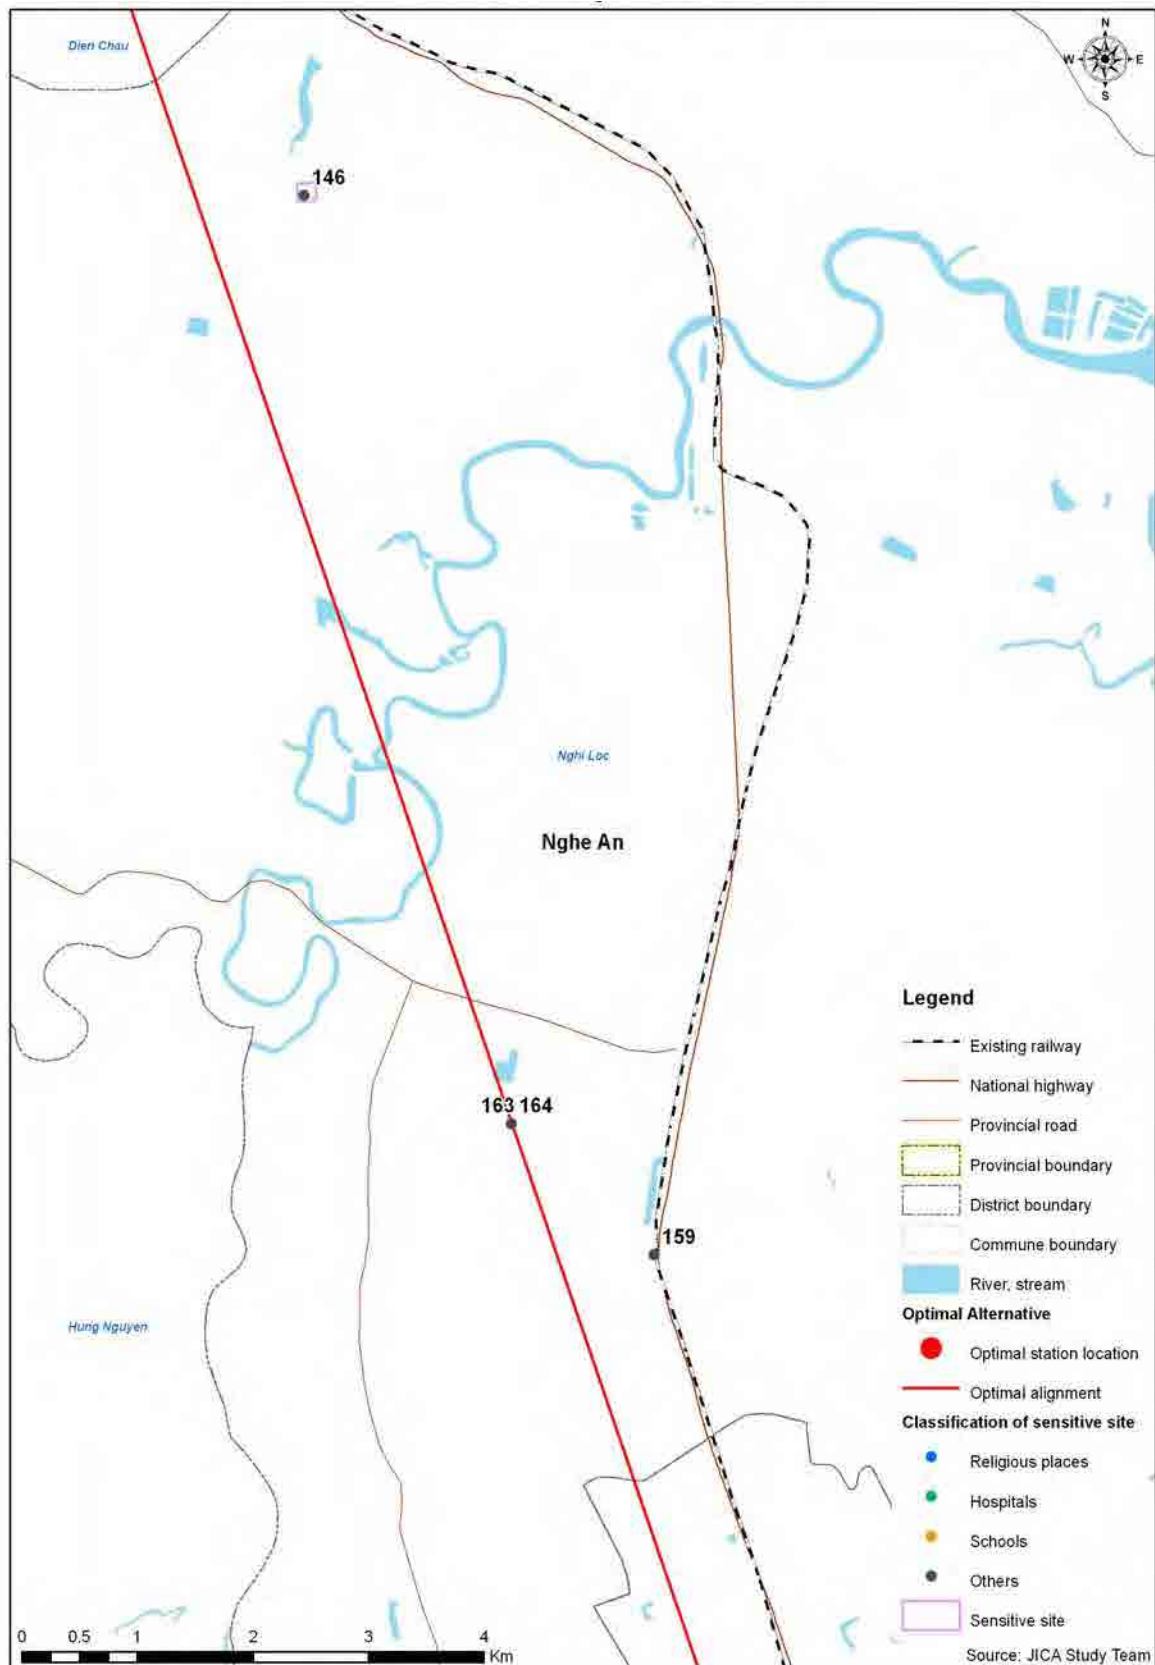 Dien Chau
N
W
E
S
146
Nghi Loc
Nghe An
163 164
159
Hung Nguyen
Legend
Existing railway
National highway
Provincial road
Provincial boundary
District boundary
Commune boundary
River, stream
Optimal Alternative
Optimal station location
Optimal alignment
Classification of sensitive site
Religious places
Hospitals
Schools
Others
Sensitive site
0 0.5 1 2 3 4
Km
Source: JICA Study Team